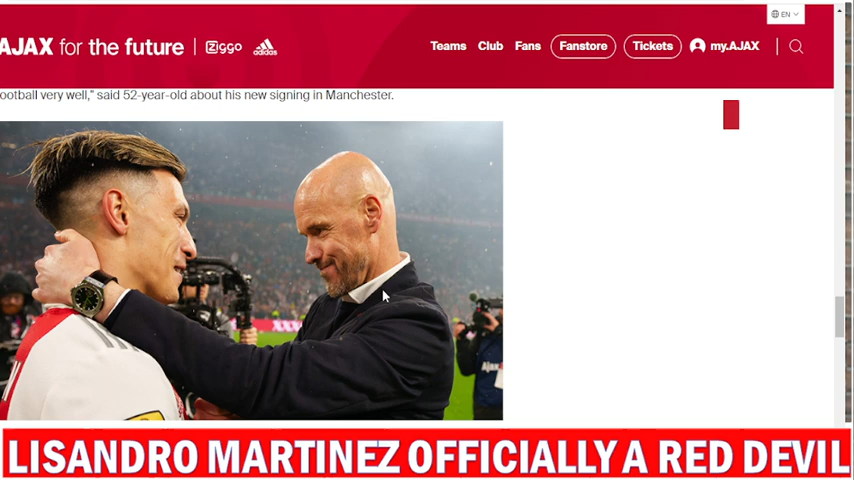 EN
AJAX for the future
Ziggo
adidas
Teams
Club
Fans
Fanstore
Tickets
my.AJAX
ootball very well," said 52-year-old about his new signing in Manchester.
Ajax
LISANDRO MARTINEZ OFFICIALLY A RED DEVIL